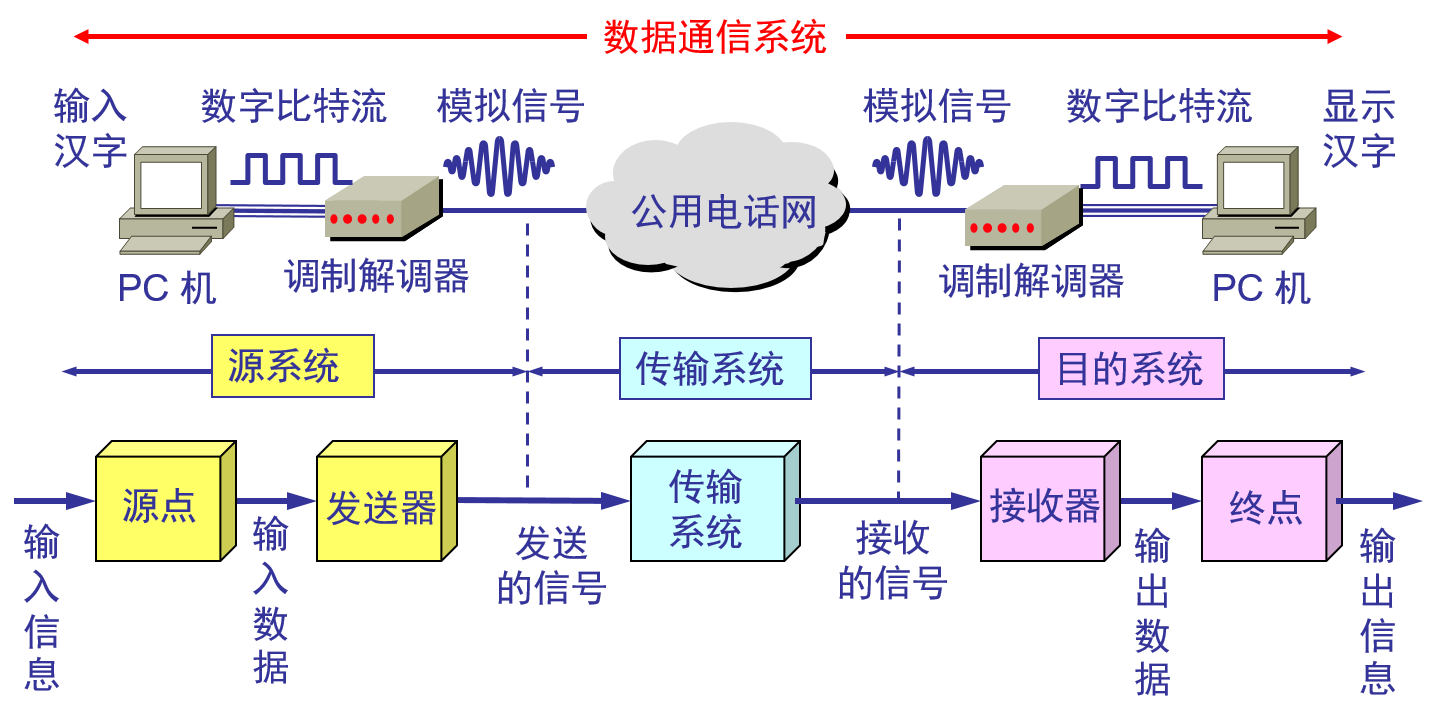 数据通信系统
输入
汉字
数字比特流
模拟信号
模拟信号
数字比特流
显示
汉字
公用电话网
PC 机
调制解调器
调制解调器
PC 机
源系统
传输系统
目的系统
源点
发送器
传输
系统
接收器
终点
输入信息
输入数据
发送
的信号
接收
的信号
输出数据
输出信息